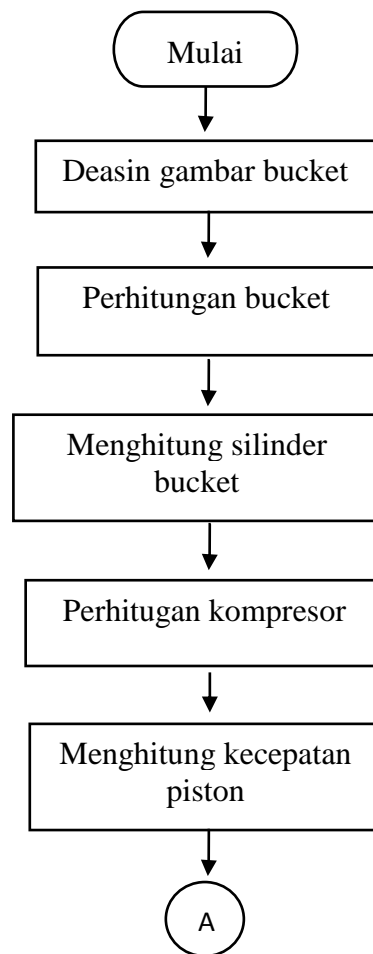 Mulai
Deasin gambar bucket
Perhitungan bucket
Menghitung silinder
bucket
Perhitugan kompresor
Menghitung kecepatan
piston
A